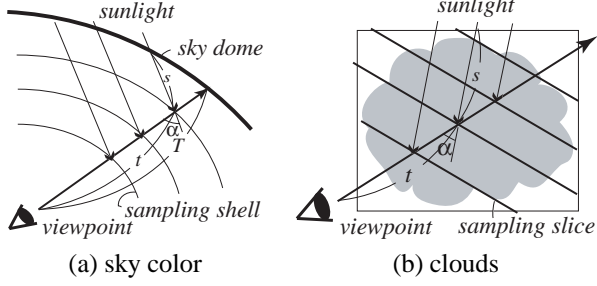 sunlight
sky dome
s
α
T
t
sampling shell
viewpoint
(a) sky color
sunlight
s
α
t
viewpoint
sampling slice
(b) clouds